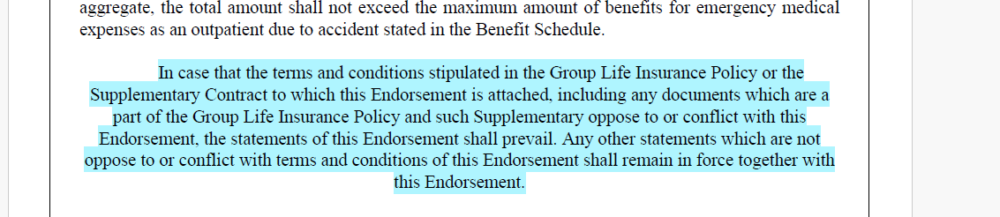 aggregate, the total amount shall not exceed the maximum amount of benefits for emergency medical
expenses as an outpatient due to accident stated in the Benefit Schedule.
In case that the terms and conditions stipulated in the Group Life Insurance Policy or the
Supplementary Contract to which this Endorsement is attached, including any documents which are a
part of the Group Life Insurance Policy and such Supplementary oppose to or conflict with this
Endorsement, the statements of this Endorsement shall prevail. Any other statements which are not
oppose to or conflict with terms and conditions of this Endorsement shall remain in force together with
this Endorsement.